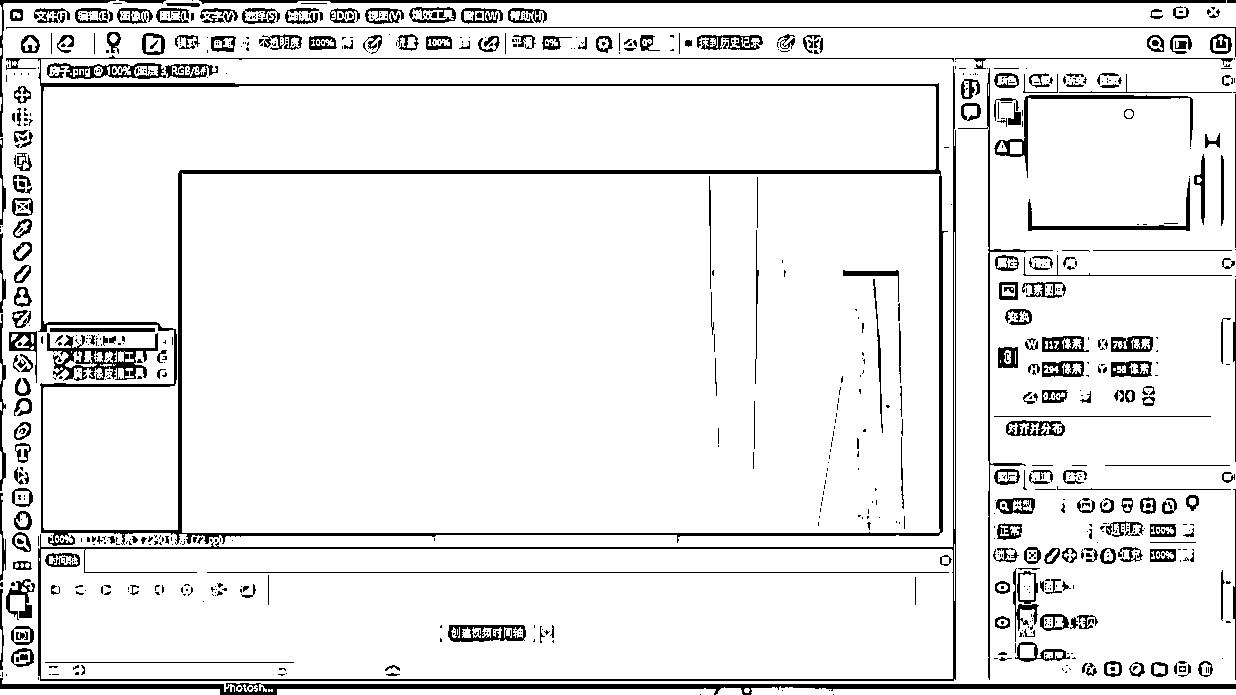 Ps 文件(F) 编辑(E) 图像(I) 图层(L) 文字(Y) 选择(S) 滤镜(T) 3D(D) 视图(V) 增效工具 窗口(W) 帮助(H)
模式: 不透明度: 100% 流量: 100% 平滑: 0% 0° 抹到历史记录
房子.png @ 100% (图层 3, RGB/8#) *
颜色 色板 渐变 图案
橡皮擦工具 E
背景橡皮擦工具 E
魔术橡皮擦工具 E
属性 调整 库
像素图层
变换
W 317 像素 X 761 像素
H 294 像素 Y -58 像素
0.00°
对齐并分布
图层 通道 路径
类型
正常 不透明度: 100%
锁定: 填充: 100%
图层
图层 1 拷贝
100% 1256 像素 x 2240 像素 (72 ppi)
时间轴
创建视频时间轴
Photosh...